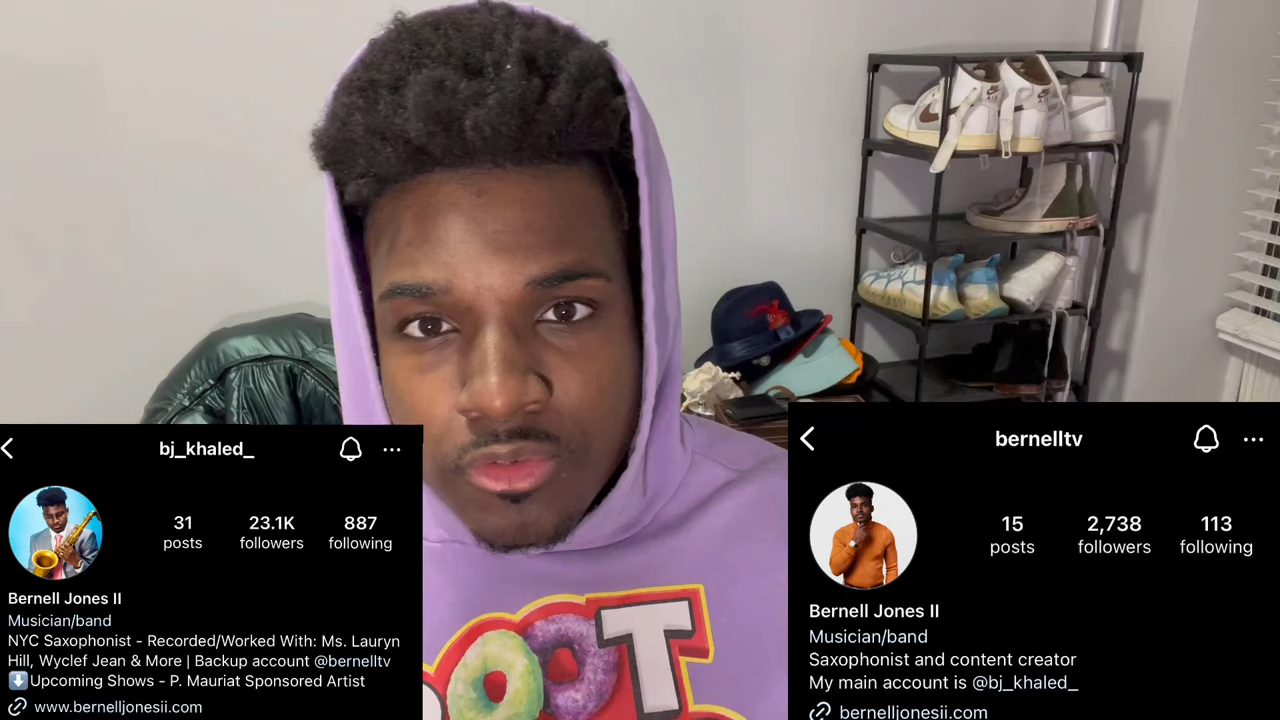 bj_khaled_
31 23.1K 887
posts followers following
Bernell Jones II
Musician/band
NYC Saxophonist - Recorded/Worked With: Ms. Lauryn
Hill, Wyclef Jean & More | Backup account @bernelltv
⬇️Upcoming Shows - P. Mauriat Sponsored Artist
www.bernelljonesii.com
OOT
bernelltv
15 2,738 113
posts followers following
Bernell Jones II
Musician/band
Saxophonist and content creator
My main account is @bj_khaled_
bernelljonesii.com